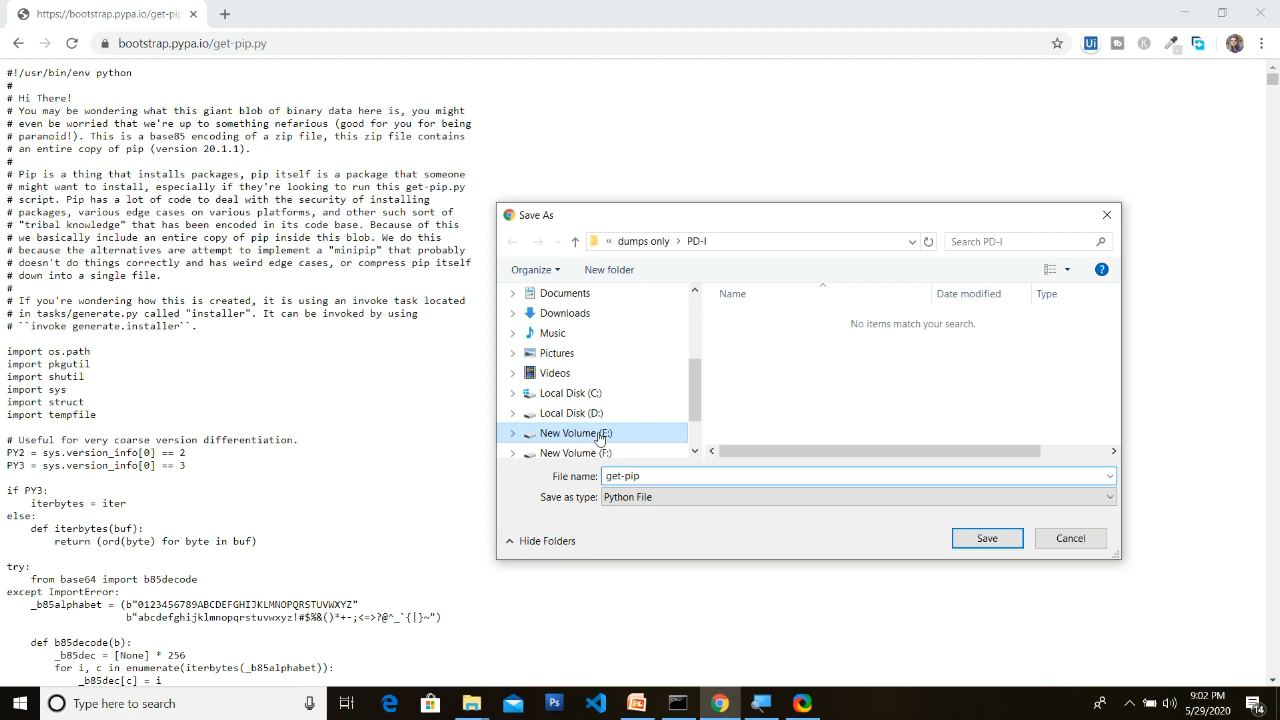 https://bootstrap.pypa.io/get-pip
bootstrap.pypa.io/get-pip.py
#!/usr/bin/env python
#
# Hi There!
# You may be wondering what this giant blob of binary data here is, you might
# even be worried that we're up to something nefarious (good for you for being
# paranoid!). This is a base85 encoding of a zip file, this zip file contains
# an entire copy of pip (version 20.1.1).
#
# Pip is a thing that installs packages, pip itself is a package that someone
# might want to install, especially if they're looking to run this get-pip.py
# script. Pip has a lot of code to deal with the security of installing
# packages, various edge cases on various platforms, and other such sort of
# "tribal knowledge" that has been encoded in its code base. Because of this
# we basically include an entire copy of pip inside this blob. We do this
# because the alternatives are attempt to implement a "minipip" that probably
# doesn't do things correctly and has weird edge cases, or compress pip itself
# down into a single file.
#
# If you're wondering how this is created, it is using an invoke task located
# in tasks/generate.py called "installer". It can be invoked by using
# ``invoke generate.installer``.
import os.path
import pkgutil
import shutil
import sys
import struct
import tempfile
# Useful for very coarse version differentiation.
PY2 = sys.version_info[0] == 2
PY3 = sys.version_info[0] == 3
if PY3:
iterbytes = iter
else:
def iterbytes(buf):
return (ord(byte) for byte in buf)
try:
from base64 import b85decode
except ImportError:
_b85alphabet = (b"0123456789ABCDEFGHIJKLMNOPQRSTUVWXYZ"
b"abcdefghijklmnopqrstuvwxyz!#$%&()*+-;<=>?@^_`{|}~")
def b85decode(b):
_b85dec = [None] * 256
for i, c in enumerate(iterbytes(_b85alphabet)):
_b85dec[c] = i
Save As
« dumps only > PD-I
Search PD-I
Organize
New folder
Documents
Downloads
Music
Pictures
Videos
Local Disk (C:)
Local Disk (D:)
New Volume (E:)
New Volume (F:)
Name
Date modified
Type
No items match your search.
File name: get-pip
Save as type: Python File
Hide Folders
Save
Cancel
Type here to search
9:02 PM
5/29/2020